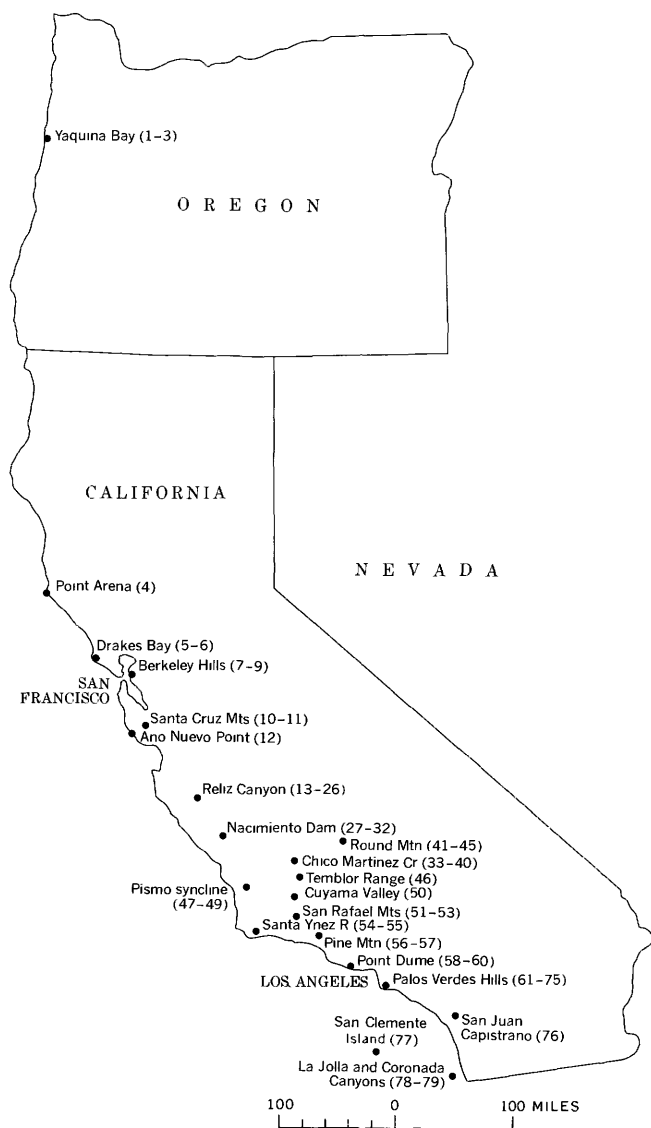 Yaquina Bay (1-3)
OREGON
CALIFORNIA
NEVADA
Point Arena (4)
Drakes Bay (5-6)
Berkeley Hills (7-9)
SAN
FRANCISCO
Santa Cruz Mts (10-11)
Ano Nuevo Point (12)
Reliz Canyon (13-26)
Nacimiento Dam (27-32)
Round Mtn (41-45)
Chico Martinez Cr (33-40)
Temblor Range (46)
Pismo syncline
(47-49)
Cuyama Valley (50)
San Rafael Mts (51-53)
Santa Ynez R (54-55)
Pine Mtn (56-57)
Point Dume (58-60)
LOS ANGELES
Palos Verdes Hills (61-75)
San Clemente
Island (77)
San Juan
Capistrano (76)
La Jolla and Coronada
Canyons (78-79)
100 0 100 MILES